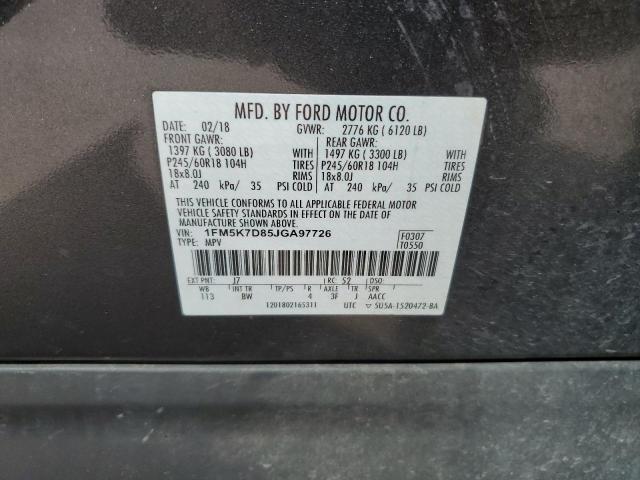 MFD. BY FORD MOTOR CO.
DATE: 02/18 GVWR: 2776 KG ( 6120 LB)
FRONT GAWR: REAR GAWR:
1397 KG ( 3080 LB) WITH 1497 KG ( 3300 LB) WITH
P245/60R18 104H TIRES P245/60R18 104H TIRES
18x8.0J RIMS 18x8.0J RIMS
AT 240 kPa/ 35 PSI COLD AT 240 kPa/ 35 PSI COLD
THIS VEHICLE CONFORMS TO ALL APPLICABLE FEDERAL MOTOR
VEHICLE SAFETY STANDARDS IN EFFECT ON THE DATE OF
MANUFACTURE SHOWN ABOVE.
VIN: 1FM5K7D85JGA97726 F0307
TYPE: MPV T0550
EXT PNT: J7 RC: 52 DSO:
WB INT TR TP/PS R AXLE TR SPR
113 BW 4 3F J AACC
1201802165311 UTC ▽ 5U5A-1520472-BA